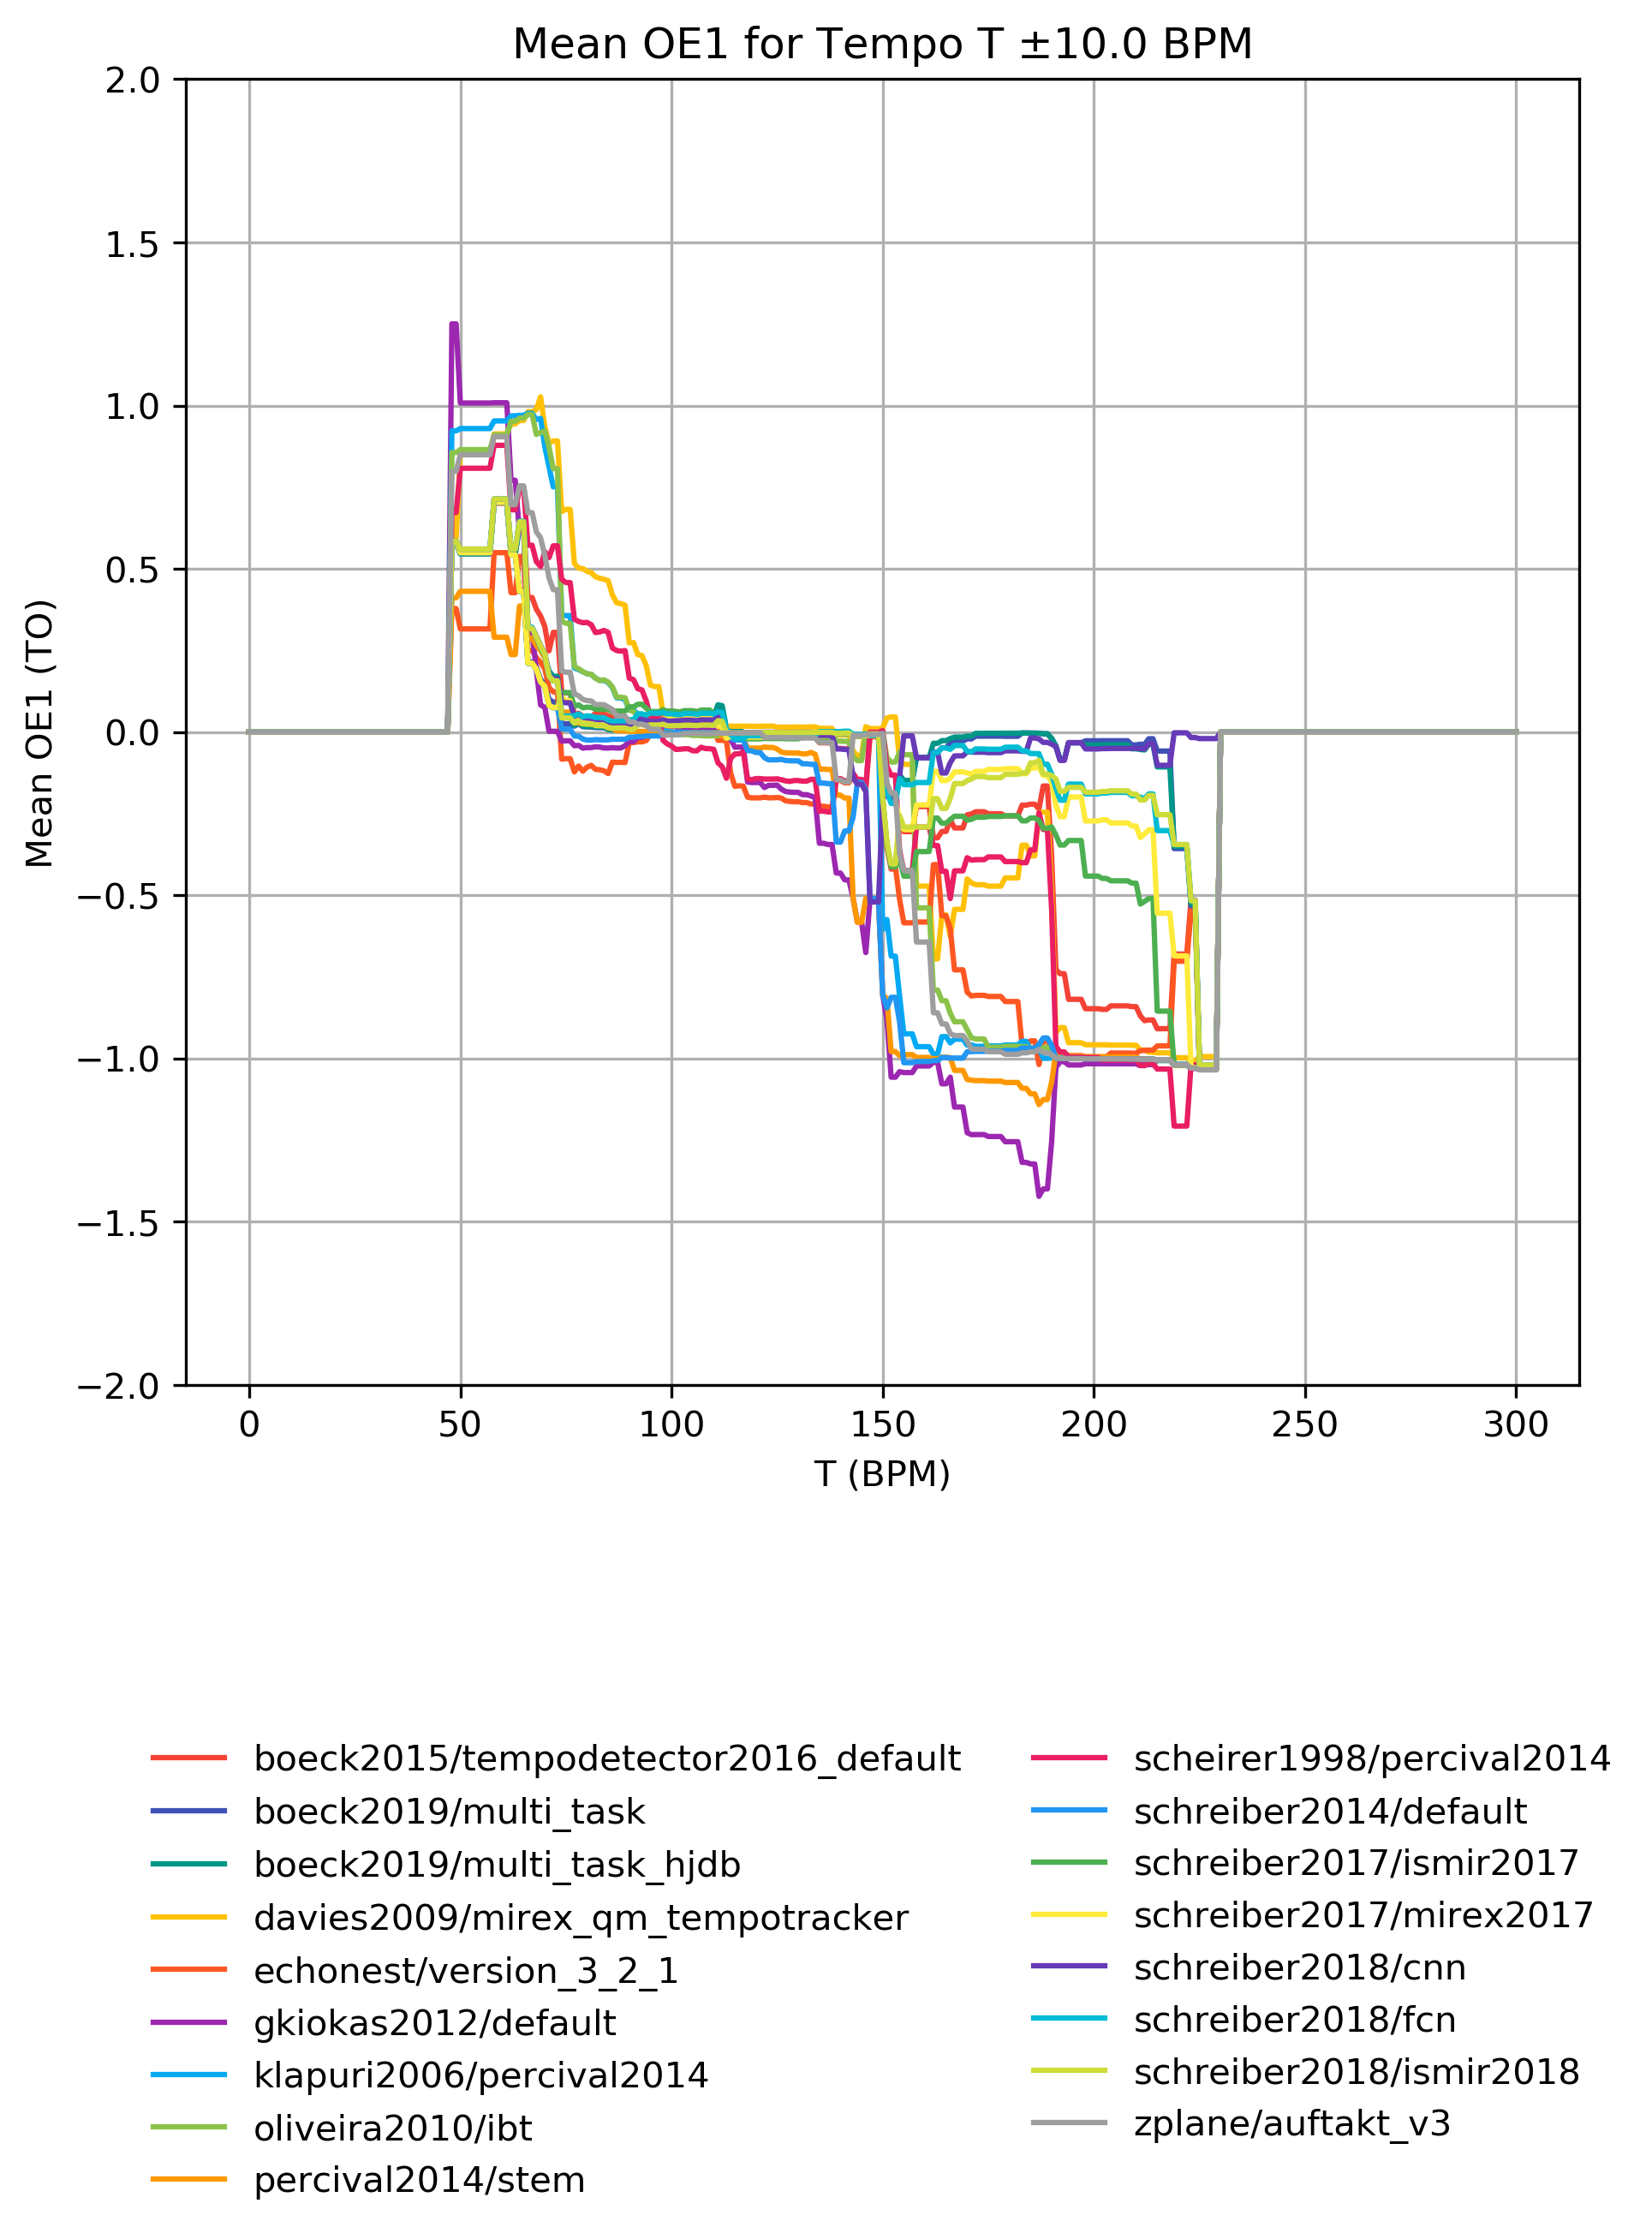 Mean OE1 for Tempo T ±10.0 BPM
2.0
1.5
1.0
0.5
0.0
−0.5
−1.0
−1.5
−2.0
Mean OE1 (TO)
0 50 100 150 200 250 300
T (BPM)
boeck2015/tempodetector2016_default
boeck2019/multi_task
boeck2019/multi_task_hjdb
davies2009/mirex_qm_tempotracker
echonest/version_3_2_1
gkiokas2012/default
klapuri2006/percival2014
oliveira2010/ibt
percival2014/stem
scheirer1998/percival2014
schreiber2014/default
schreiber2017/ismir2017
schreiber2017/mirex2017
schreiber2018/cnn
schreiber2018/fcn
schreiber2018/ismir2018
zplane/auftakt_v3